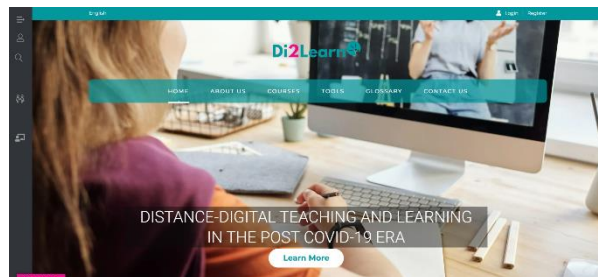 English
Login Register
Di2Learn
HOME ABOUT US COURSES TOOLS GLOSSARY CONTACT US
DISTANCE-DIGITAL TEACHING AND LEARNING
IN THE POST COVID-19 ERA
Learn More